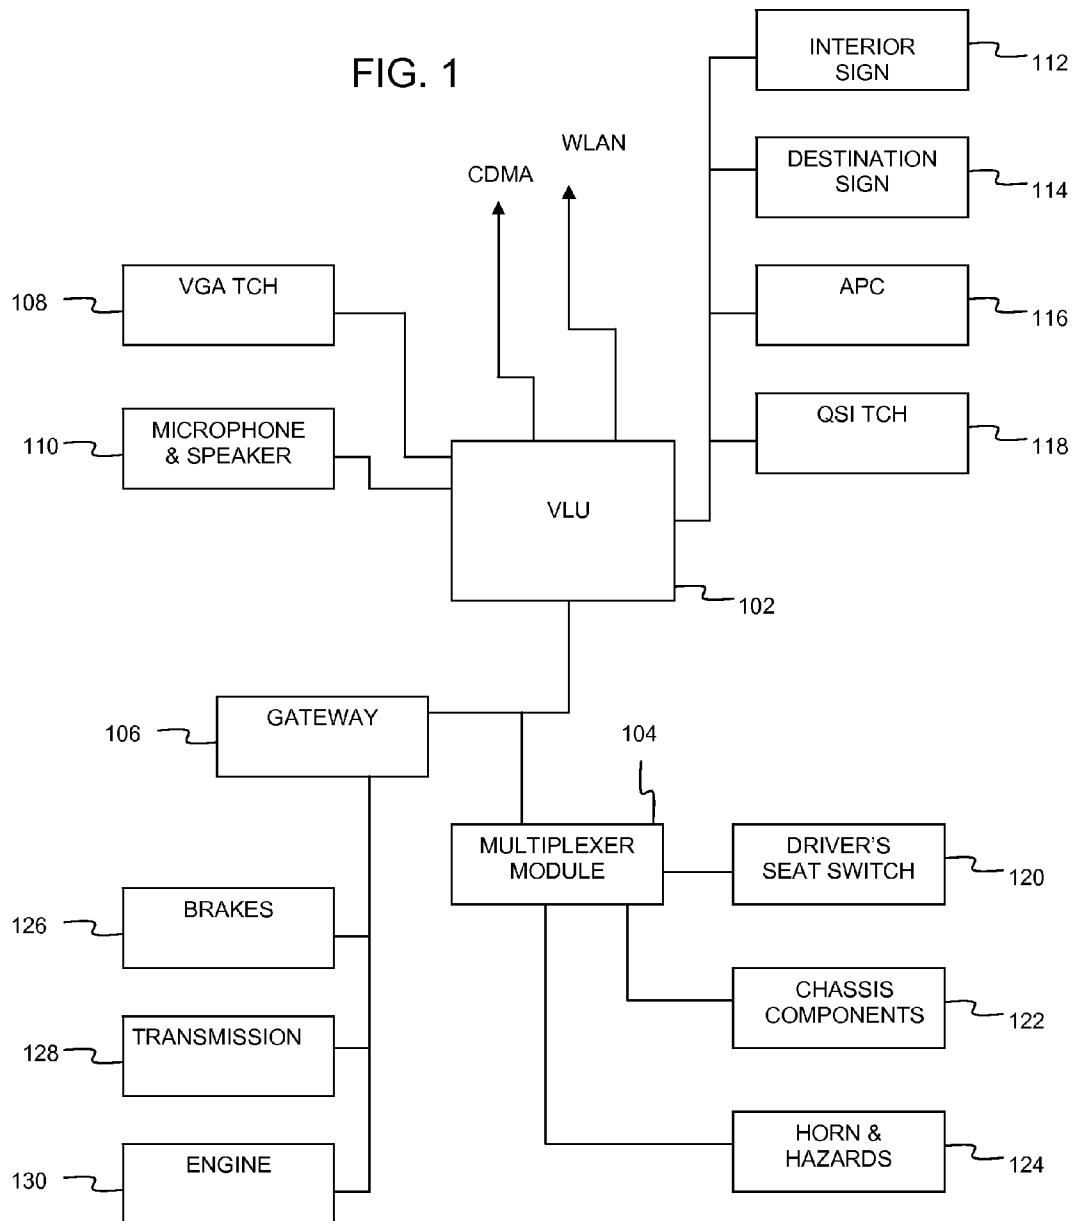 FIG. 1
INTERIOR
SIGN
112
WLAN
CDMA
DESTINATION
SIGN
114
VGA TCH
108
APC
116
MICROPHONE
& SPEAKER
110
QSI TCH
118
VLU
102
GATEWAY
106
104
MULTIPLEXER
MODULE
DRIVER'S
SEAT SWITCH
120
BRAKES
126
CHASSIS
COMPONENTS
122
TRANSMISSION
128
HORN &
HAZARDS
124
ENGINE
130